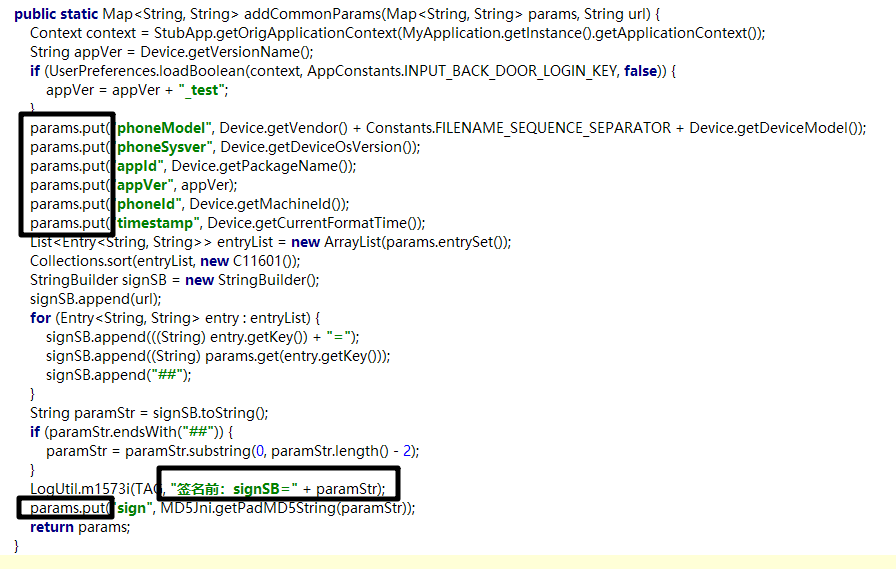 public static Map<String, String> addCommonParams(Map<String, String> params, String url) {
Context context = StubApp.getOrigApplicationContext(MyApplication.getInstance().getApplicationContext());
String appVer = Device.getVersionName();
if (UserPreferences.loadBoolean(context, AppConstants.INPUT_BACK_DOOR_LOGIN_KEY, false)) {
appVer = appVer + "_test";
}
params.put("phoneModel", Device.getVendor() + Constants.FILENAME_SEQUENCE_SEPARATOR + Device.getDeviceModel());
params.put("phoneSysver", Device.getDeviceOsVersion());
params.put("appId", Device.getPackageName());
params.put("appVer", appVer);
params.put("phoneId", Device.getMachineId());
params.put("timestamp", Device.getCurrentFormatTime());
List<Entry<String, String>> entryList = new ArrayList(params.entrySet());
Collections.sort(entryList, new C11601());
StringBuilder signSB = new StringBuilder();
signSB.append(url);
for (Entry<String, String> entry : entryList) {
signSB.append(((String) entry.getKey()) + "=");
signSB.append((String) params.get(entry.getKey()));
signSB.append("##");
}
String paramStr = signSB.toString();
if (paramStr.endsWith("##")) {
paramStr = paramStr.substring(0, paramStr.length() - 2);
}
LogUtil.m1573i(TAG, "签名前：signSB=" + paramStr);
params.put("sign", MD5Jni.getPadMD5String(paramStr));
return params;
}